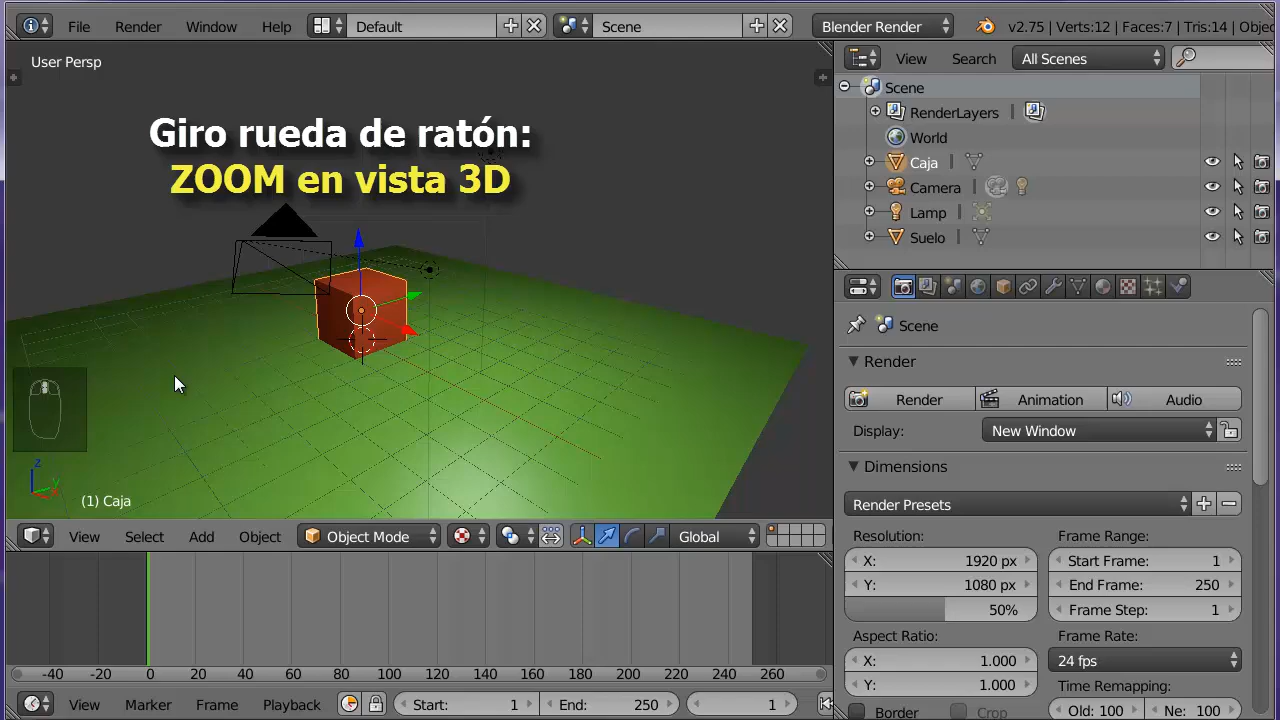 File Render Window Help Default Scene Blender Render v2.75 | Verts:12 | Faces:7 | Tris:14 | Objec
User Persp
Giro rueda de ratón:
ZOOM en vista 3D
z
y
(1) Caja
View Select Add Object Object Mode Global
-40 -20 0 20 40 60 80 100 120 140 160 180 200 220 240 260
View Marker Frame Playback Start: 1 End: 250 1
View Search All Scenes
Scene
RenderLayers
World
Caja
Camera
Lamp
Suelo
Scene
Render
Render Animation Audio
Display: New Window
Dimensions
Render Presets
Resolution: Frame Range:
X: 1920 px Start Frame: 1
Y: 1080 px End Frame: 250
50% Frame Step: 1
Aspect Ratio: Frame Rate:
X: 1.000 24 fps
Y: 1.000 Time Remapping:
Border Crop Old: 100 Ne: 100